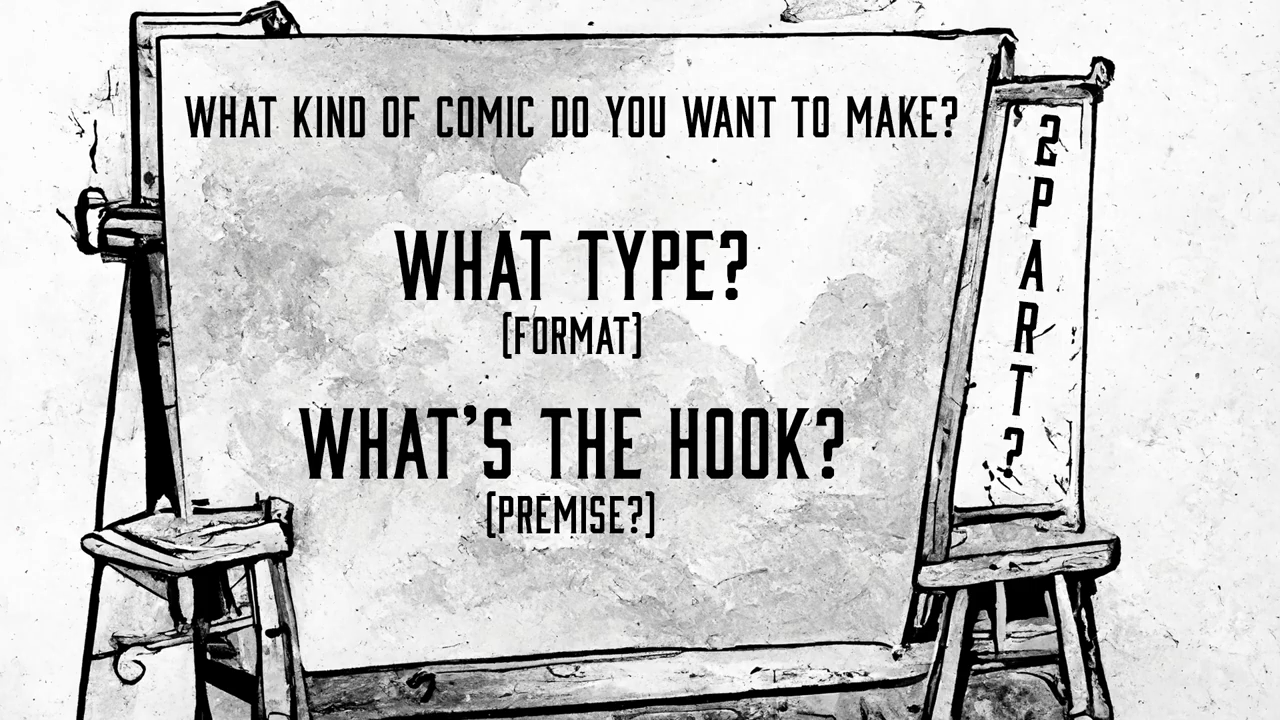 WHAT KIND OF COMIC DO YOU WANT TO MAKE?
WHAT TYPE?
[FORMAT]
WHAT'S THE HOOK?
[PREMISE?]
2 PART?